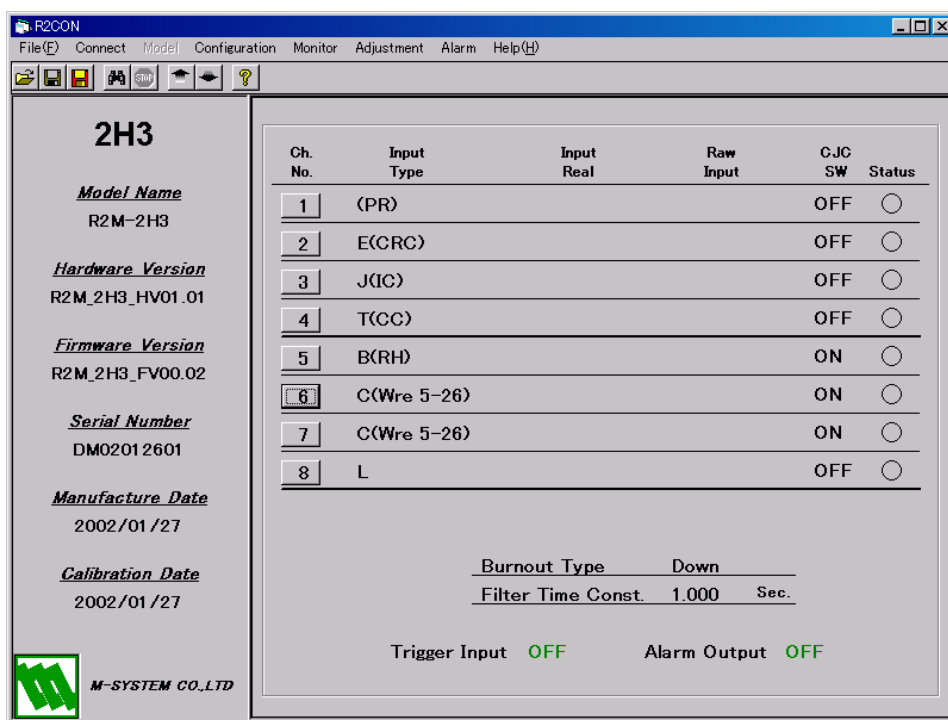 R2CON
File(F) Connect Model Configuration Monitor Adjustment Alarm Help(H)
STOP
2H3
Model Name
R2M-2H3
Hardware Version
R2M_2H3_HV01.01
Firmware Version
R2M_2H3_FV00.02
Serial Number
DM02012601
Manufacture Date
2002/01/27
Calibration Date
2002/01/27
M-SYSTEM CO.,LTD
Ch. No. Input Type Input Real Raw Input CJC SW Status
1 (PR) OFF
2 E(CRC) OFF
3 J(IC) OFF
4 T(CC) OFF
5 B(RH) ON
6 C(Wre 5-26) ON
7 C(Wre 5-26) ON
8 L OFF
Burnout Type Down
Filter Time Const. 1.000 Sec.
Trigger Input OFF Alarm Output OFF